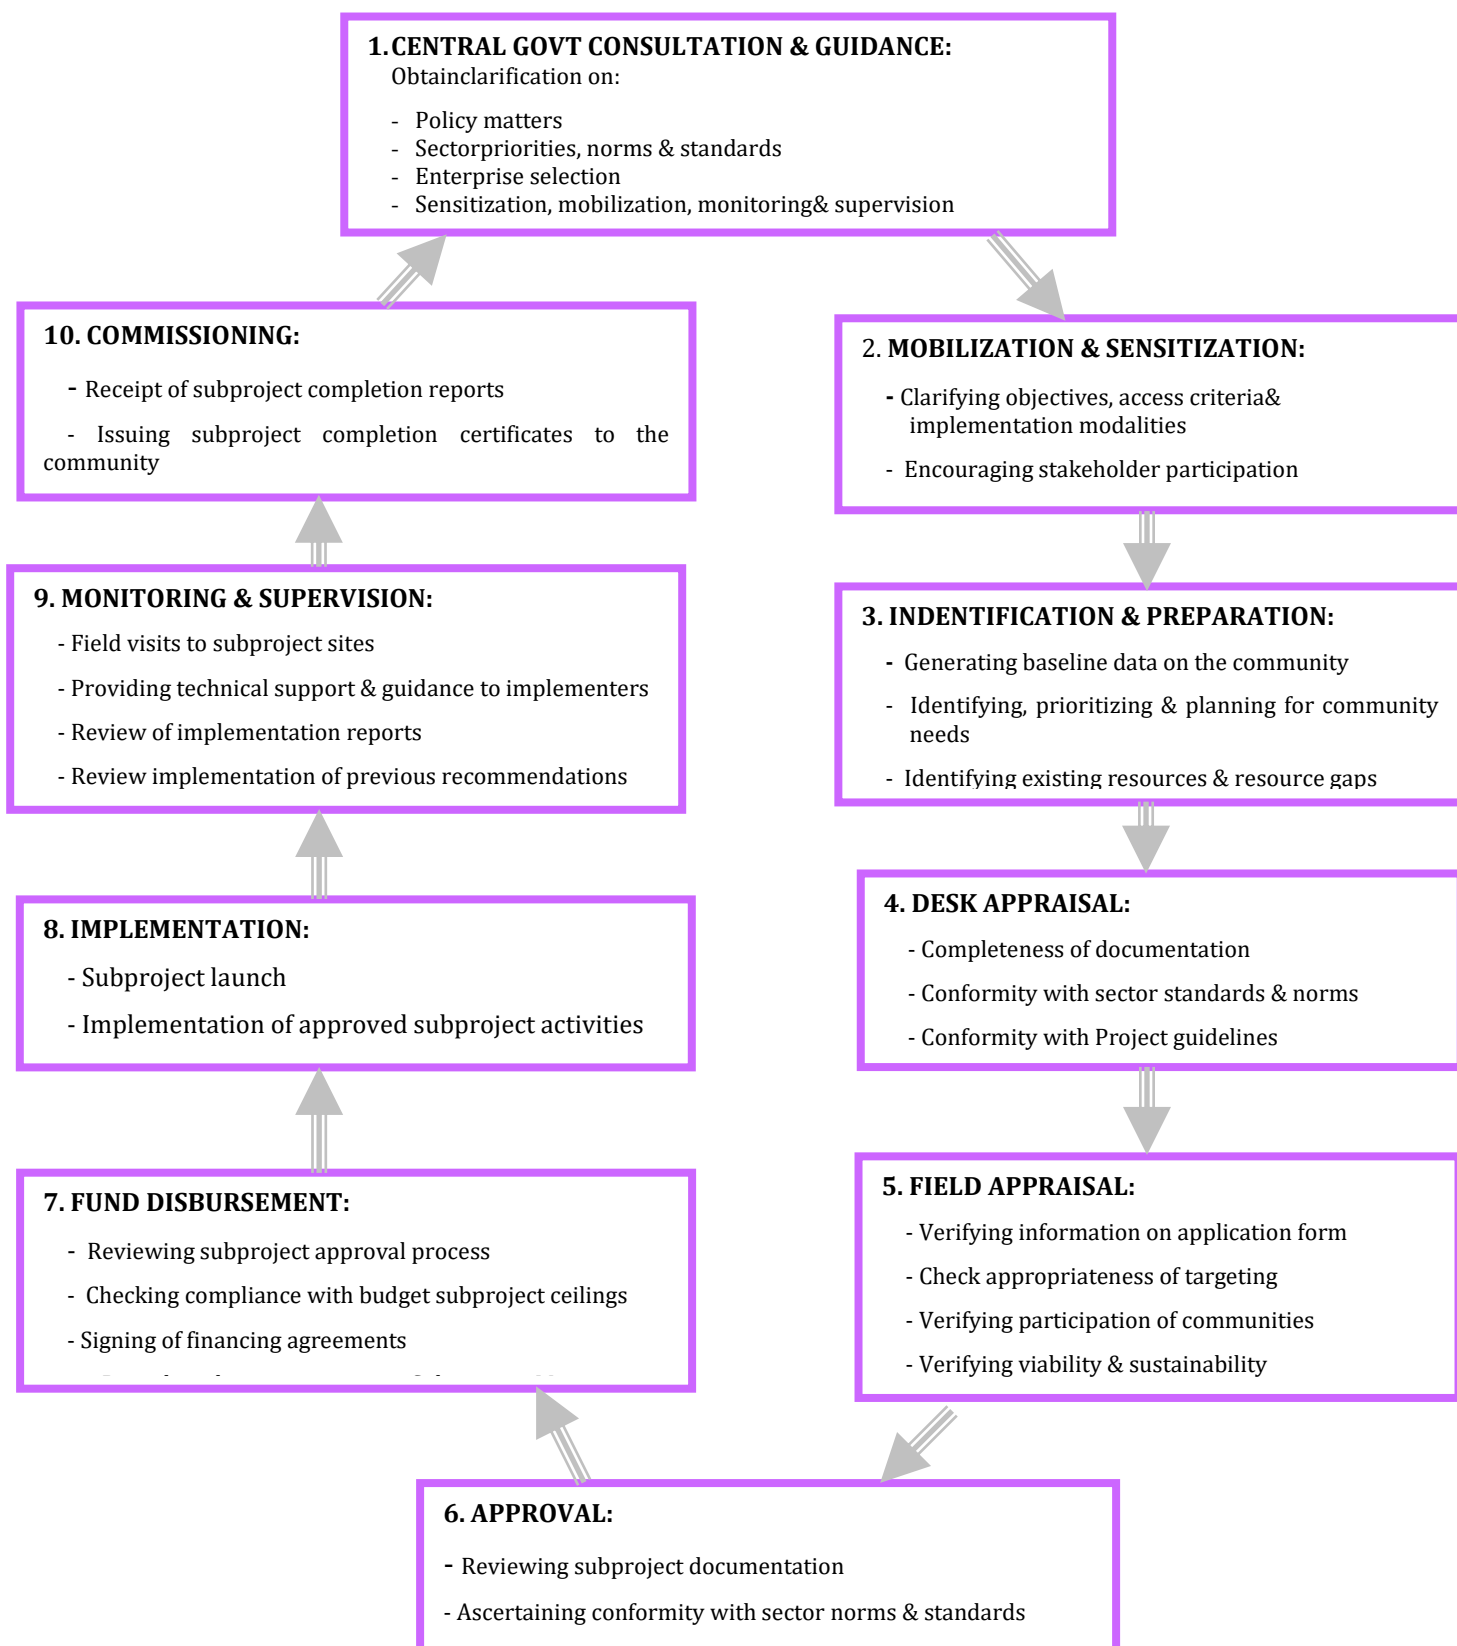 1. CENTRAL GOVT CONSULTATION & GUIDANCE:
Obtainclarification on:
- Policy matters
- Sectorpriorities, norms & standards
- Enterprise selection
- Sensitization, mobilization, monitoring& supervision
2. MOBILIZATION & SENSITIZATION:
- Clarifying objectives, access criteria&
implementation modalities
- Encouraging stakeholder participation
3. INDENTIFICATION & PREPARATION:
- Generating baseline data on the community
- Identifying, prioritizing & planning for community
needs
- Identifying existing resources & resource gaps
4. DESK APPRAISAL:
- Completeness of documentation
- Conformity with sector standards & norms
- Conformity with Project guidelines
5. FIELD APPRAISAL:
- Verifying information on application form
- Check appropriateness of targeting
- Verifying participation of communities
- Verifying viability & sustainability
6. APPROVAL:
- Reviewing subproject documentation
- Ascertaining conformity with sector norms & standards
7. FUND DISBURSEMENT:
- Reviewing subproject approval process
- Checking compliance with budget subproject ceilings
- Signing of financing agreements
8. IMPLEMENTATION:
- Subproject launch
- Implementation of approved subproject activities
9. MONITORING & SUPERVISION:
- Field visits to subproject sites
- Providing technical support & guidance to implementers
- Review of implementation reports
- Review implementation of previous recommendations
10. COMMISSIONING:
- Receipt of subproject completion reports
- Issuing subproject completion certificates to the
community